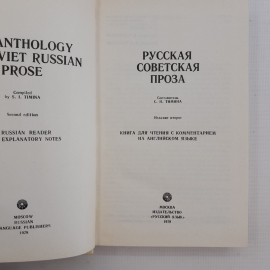 ANTHOLOGY
VIET RUSSIAN
PROSE
Compiled
by S. I. TIMINA
Second edition
RUSSIAN READER
EXPLANATORY NOTES
MOSCOW
RUSSIAN
LANGUAGE PUBLISHERS
1978
РУССКАЯ
СОВЕТСКАЯ
ПРОЗА
Составитель
С. И. ТИМИНА
Издание второе
КНИГА ДЛЯ ЧТЕНИЯ С КОММЕНТАРИЕМ
НА АНГЛИЙСКОМ ЯЗЫКЕ
МОСКВА
ИЗДАТЕЛЬСТВО
«РУССКИЙ ЯЗЫК»
1978